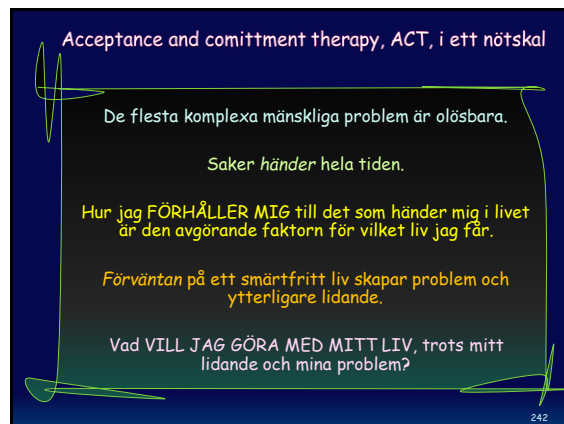 Acceptance and comittment therapy, ACT, i ett nötskal
De flesta komplexa mänskliga problem är olösbara.
Saker händer hela tiden.
Hur jag FÖRHÅLLER MIG till det som händer mig i livet
är den avgörande faktorn för vilket liv jag får.
Förväntan på ett smärtfritt liv skapar problem och
ytterligare lidande.
Vad VILL JAG GÖRA MED MITT LIV, trots mitt
lidande och mina problem?
242